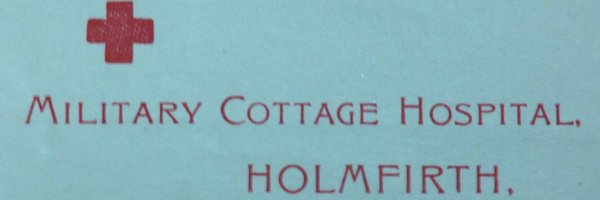 MILITARY COTTAGE HOSPITAL,
HOLMFIRTH,